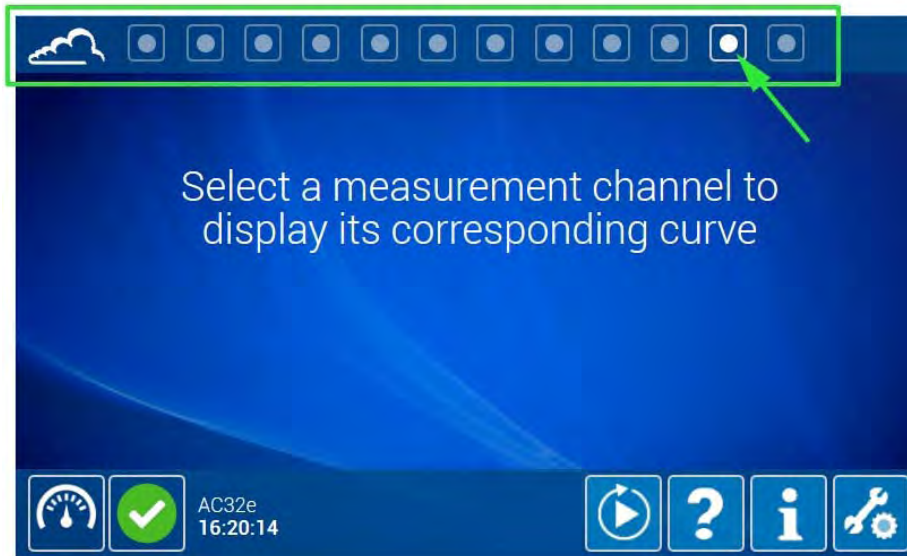 Select a measurement channel to
display its corresponding curve
AC32e
16:20:14
?
i